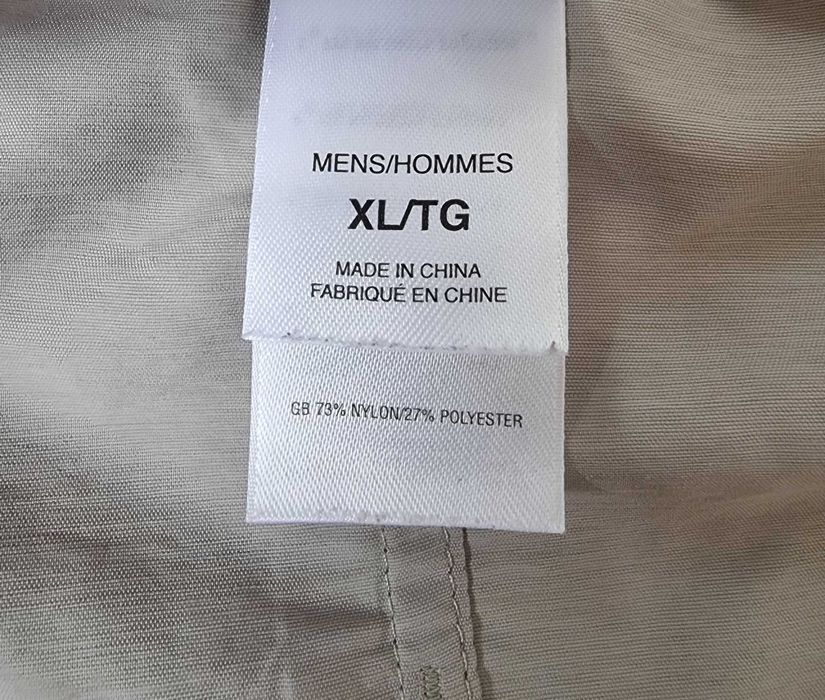 MENS/HOMMES
XL/TG
MADE IN CHINA
FABRIQUÉ EN CHINE
GB 73% NYLON/27% POLYESTER